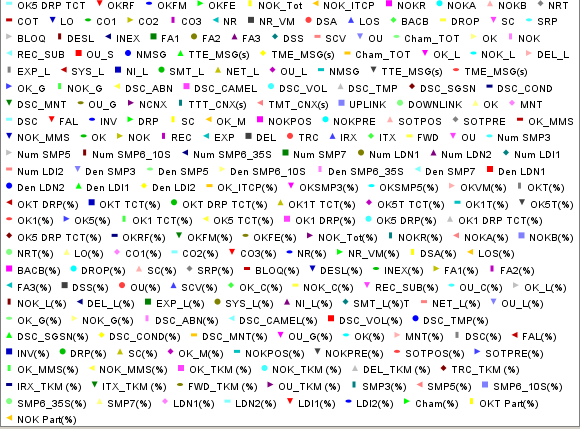 OK5 DRP TCT OKRF OKFM OKFE NOK_Tot NOK_ITCP NOKR NOKA NOKB NRT
COT LO CO1 CO2 CO3 NR NR_VM DSA LOS BACB DROP SC SRP
BLOQ DESL INEX FA1 FA2 FA3 DSS SCV OU Cham_TOT OK NOK
REC_SUB OU_S NMSG TTE_MSG(s) TME_MSG(s) Cham_TOT OK_L NOK_L DEL_L
EXP_L SYS_L NI_L SMT_L NET_L OU_L NMSG TTE_MSG(s) TME_MSG(s)
OK_G NOK_G DSC_ABN DSC_CAMEL DSC_VOL DSC_TMP DSC_SGSN DSC_COND
DSC_MNT OU_G NCNX TTT_CNX(s) TMT_CNX(s) UPLINK DOWNLINK OK MNT
DSC FAL INV DRP SC OK_M NOKPOS NOKPRE SOTPOS SOTPRE OK_MMS
NOK_MMS OK NOK REC EXP DEL TRC IRX ITX FWD OU Num SMP3
Num SMP5 Num SMP6_10S Num SMP6_35S Num SMP7 Num LDN1 Num LDN2 Num LDI1
Num LDI2 Den SMP3 Den SMP5 Den SMP6_10S Den SMP6_35S Den SMP7 Den LDN1
Den LDN2 Den LDI1 Den LDI2 OK_ITCP(%) OKSMP3(%) OKSMP5(%) OKVM(%) OKT(%)
OKT DRP(%) OKT TCT(%) OKT DRP TCT(%) OK1T TCT(%) OK5T TCT(%) OK1T(%) OK5T(%)
OK1(%) OK5(%) OK1 TCT(%) OK5 TCT(%) OK1 DRP(%) OK5 DRP(%) OK1 DRP TCT(%)
OK5 DRP TCT(%) OKRF(%) OKFM(%) OKFE(%) NOK_Tot(%) NOKR(%) NOKA(%) NOKB(%)
NRT(%) LO(%) CO1(%) CO2(%) CO3(%) NR(%) NR_VM(%) DSA(%) LOS(%)
BACB(%) DROP(%) SC(%) SRP(%) BLOQ(%) DESL(%) INEX(%) FA1(%) FA2(%)
FA3(%) DSS(%) OU(%) SCV(%) OK_C(%) NOK_C(%) REC_SUB(%) OU_C(%) OK_L(%)
NOK_L(%) DEL_L(%) EXP_L(%) SYS_L(%) NI_L(%) SMT_L(%)T NET_L(%) OU_L(%)
OK_G(%) NOK_G(%) DSC_ABN(%) DSC_CAMEL(%) DSC_VOL(%) DSC_TMP(%)
DSC_SGSN(%) DSC_COND(%) DSC_MNT(%) OU_G(%) OK(%) MNT(%) DSC(%) FAL(%)
INV(%) DRP(%) SC(%) OK_M(%) NOKPOS(%) NOKPRE(%) SOTPOS(%) SOTPRE(%)
OK_MMS(%) NOK_MMS(%) OK_TKM (%) NOK_TKM(%) DEL_TKM (%) TRC_TKM(%)
IRX_TKM (%) ITX_TKM (%) FWD_TKM (%) OU_TKM (%) SMP3(%) SMP5(%) SMP6_10S(%)
SMP6_35S(%) SMP7(%) LDN1(%) LDN2(%) LDI1(%) LDI2(%) Cham(%) OKT Part(%)
NOK Part(%)